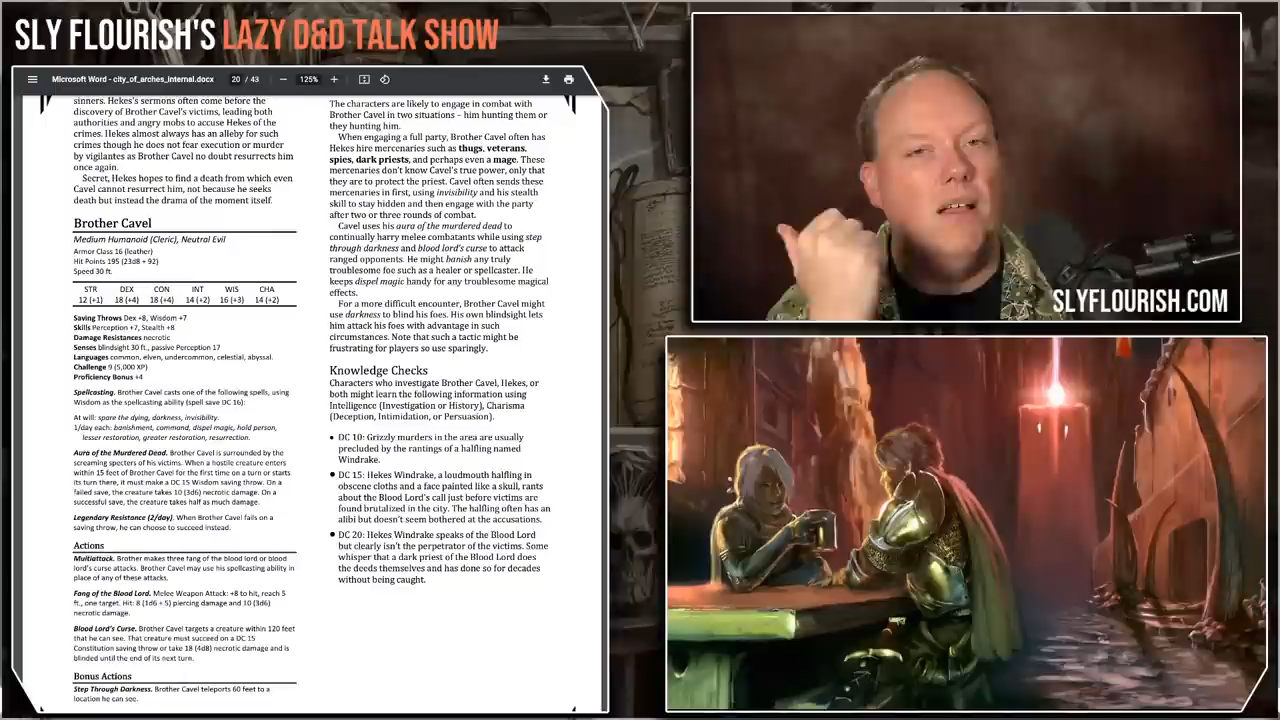 SLY FLOURISH'S LAZY D&D TALK SHOW
Microsoft Word - city_of_arches_internal.docx
20 / 43
125%
sinners. Hekes's sermons often come before the
discovery of Brother Cavel's victims, leading both
authorities and angry mobs to accuse Hekes of the
crimes. Hekes almost always has an alleby for such
crimes though he does not fear execution or murder
by vigilantes as Brother Cavel no doubt resurrects him
once again.
Secret, Hekes hopes to find a death from which even
Cavel cannot resurrect him, not because he seeks
death but instead the drama of the moment itself.
Brother Cavel
Medium Humanoid (Cleric), Neutral Evil
Armor Class 16 (leather)
Hit Points 195 (23d8 + 92)
Speed 30 ft.
STR DEX CON INT WIS CHA
12 (+1) 18 (+4) 18 (+4) 14 (+2) 16 (+3) 14 (+2)
Saving Throws Dex +8, Wisdom +7
Skills Perception +7, Stealth +8
Damage Resistances necrotic
Senses blindsight 30 ft., passive Perception 17
Languages common, elven, undercommon, celestial, abyssal.
Challenge 9 (5,000 XP)
Proficiency Bonus +4
Spellcasting. Brother Cavel casts one of the following spells, using
Wisdom as the spellcasting ability (spell save DC 16):
At will: spare the dying, darkness, invisibility.
1/day each: banishment, command, dispel magic, hold person,
lesser restoration, greater restoration, resurrection.
Aura of the Murdered Dead. Brother Cavel is surrounded by the
screaming specters of his victims. When a hostile creature enters
within 15 feet of Brother Cavel for the first time on a turn or starts
its turn there, it must make a DC 15 Wisdom saving throw. On a
failed save, the creature takes 10 (3d6) necrotic damage. On a
successful save, the creature takes half as much damage.
Legendary Resistance (2/day). When Brother Cavel fails on a
saving throw, he can choose to succeed instead.
Actions
Multiattack. Brother makes three fang of the blood lord or blood
lord's curse attacks. Brother Cavel may use his spellcasting ability in
place of any of these attacks.
Fang of the Blood Lord. Melee Weapon Attack: +8 to hit, reach 5
ft., one target. Hit: 8 (1d6 + 5) piercing damage and 10 (3d6)
necrotic damage.
Blood Lord's Curse. Brother Cavel targets a creature within 120 feet
that he can see. That creature must succeed on a DC 15
Constitution saving throw or take 18 (4d8) necrotic damage and is
blinded until the end of its next turn.
Bonus Actions
Step Through Darkness. Brother Cavel teleports 60 feet to a
location he can see.
The characters are likely to engage in combat with
Brother Cavel in two situations – him hunting them or
they hunting him.
When engaging a full party, Brother Cavel often has
Hekes hire mercenaries such as thugs, veterans,
spies, dark priests, and perhaps even a mage. These
mercenaries don't know Cavel's true power, only that
they are to protect the priest. Cavel often sends these
mercenaries in first, using invisibility and his stealth
skill to stay hidden and then engage with the party
after two or three rounds of combat.
Cavel uses his aura of the murdered dead to
continually harry melee combatants while using step
through darkness and blood lord's curse to attack
ranged opponents. He might banish any truly
troublesome foe such as a healer or spellcaster. He
keeps dispel magic handy for any troublesome magical
effects.
For a more difficult encounter, Brother Cavel might
use darkness to blind his foes. His own blindsight lets
him attack his foes with advantage in such
circumstances. Note that such a tactic might be
frustrating for players so use sparingly.
Knowledge Checks
Characters who investigate Brother Cavel, Hekes, or
both might learn the following information using
Intelligence (Investigation or History), Charisma
(Deception, Intimidation, or Persuasion).
• DC 10: Grizzly murders in the area are usually
precluded by the rantings of a halfling named
Windrake.
• DC 15: Hekes Windrake, a loudmouth halfling in
obscene cloths and a face painted like a skull, rants
about the Blood Lord's call just before victims are
found brutalized in the city. The halfling often has an
alibi but doesn't seem bothered at the accusations.
• DC 20: Hekes Windrake speaks of the Blood Lord
but clearly isn't the perpetrator of the victims. Some
whisper that a dark priest of the Blood Lord does
the deeds themselves and has done so for decades
without being caught.
SLYFLOURISH.COM